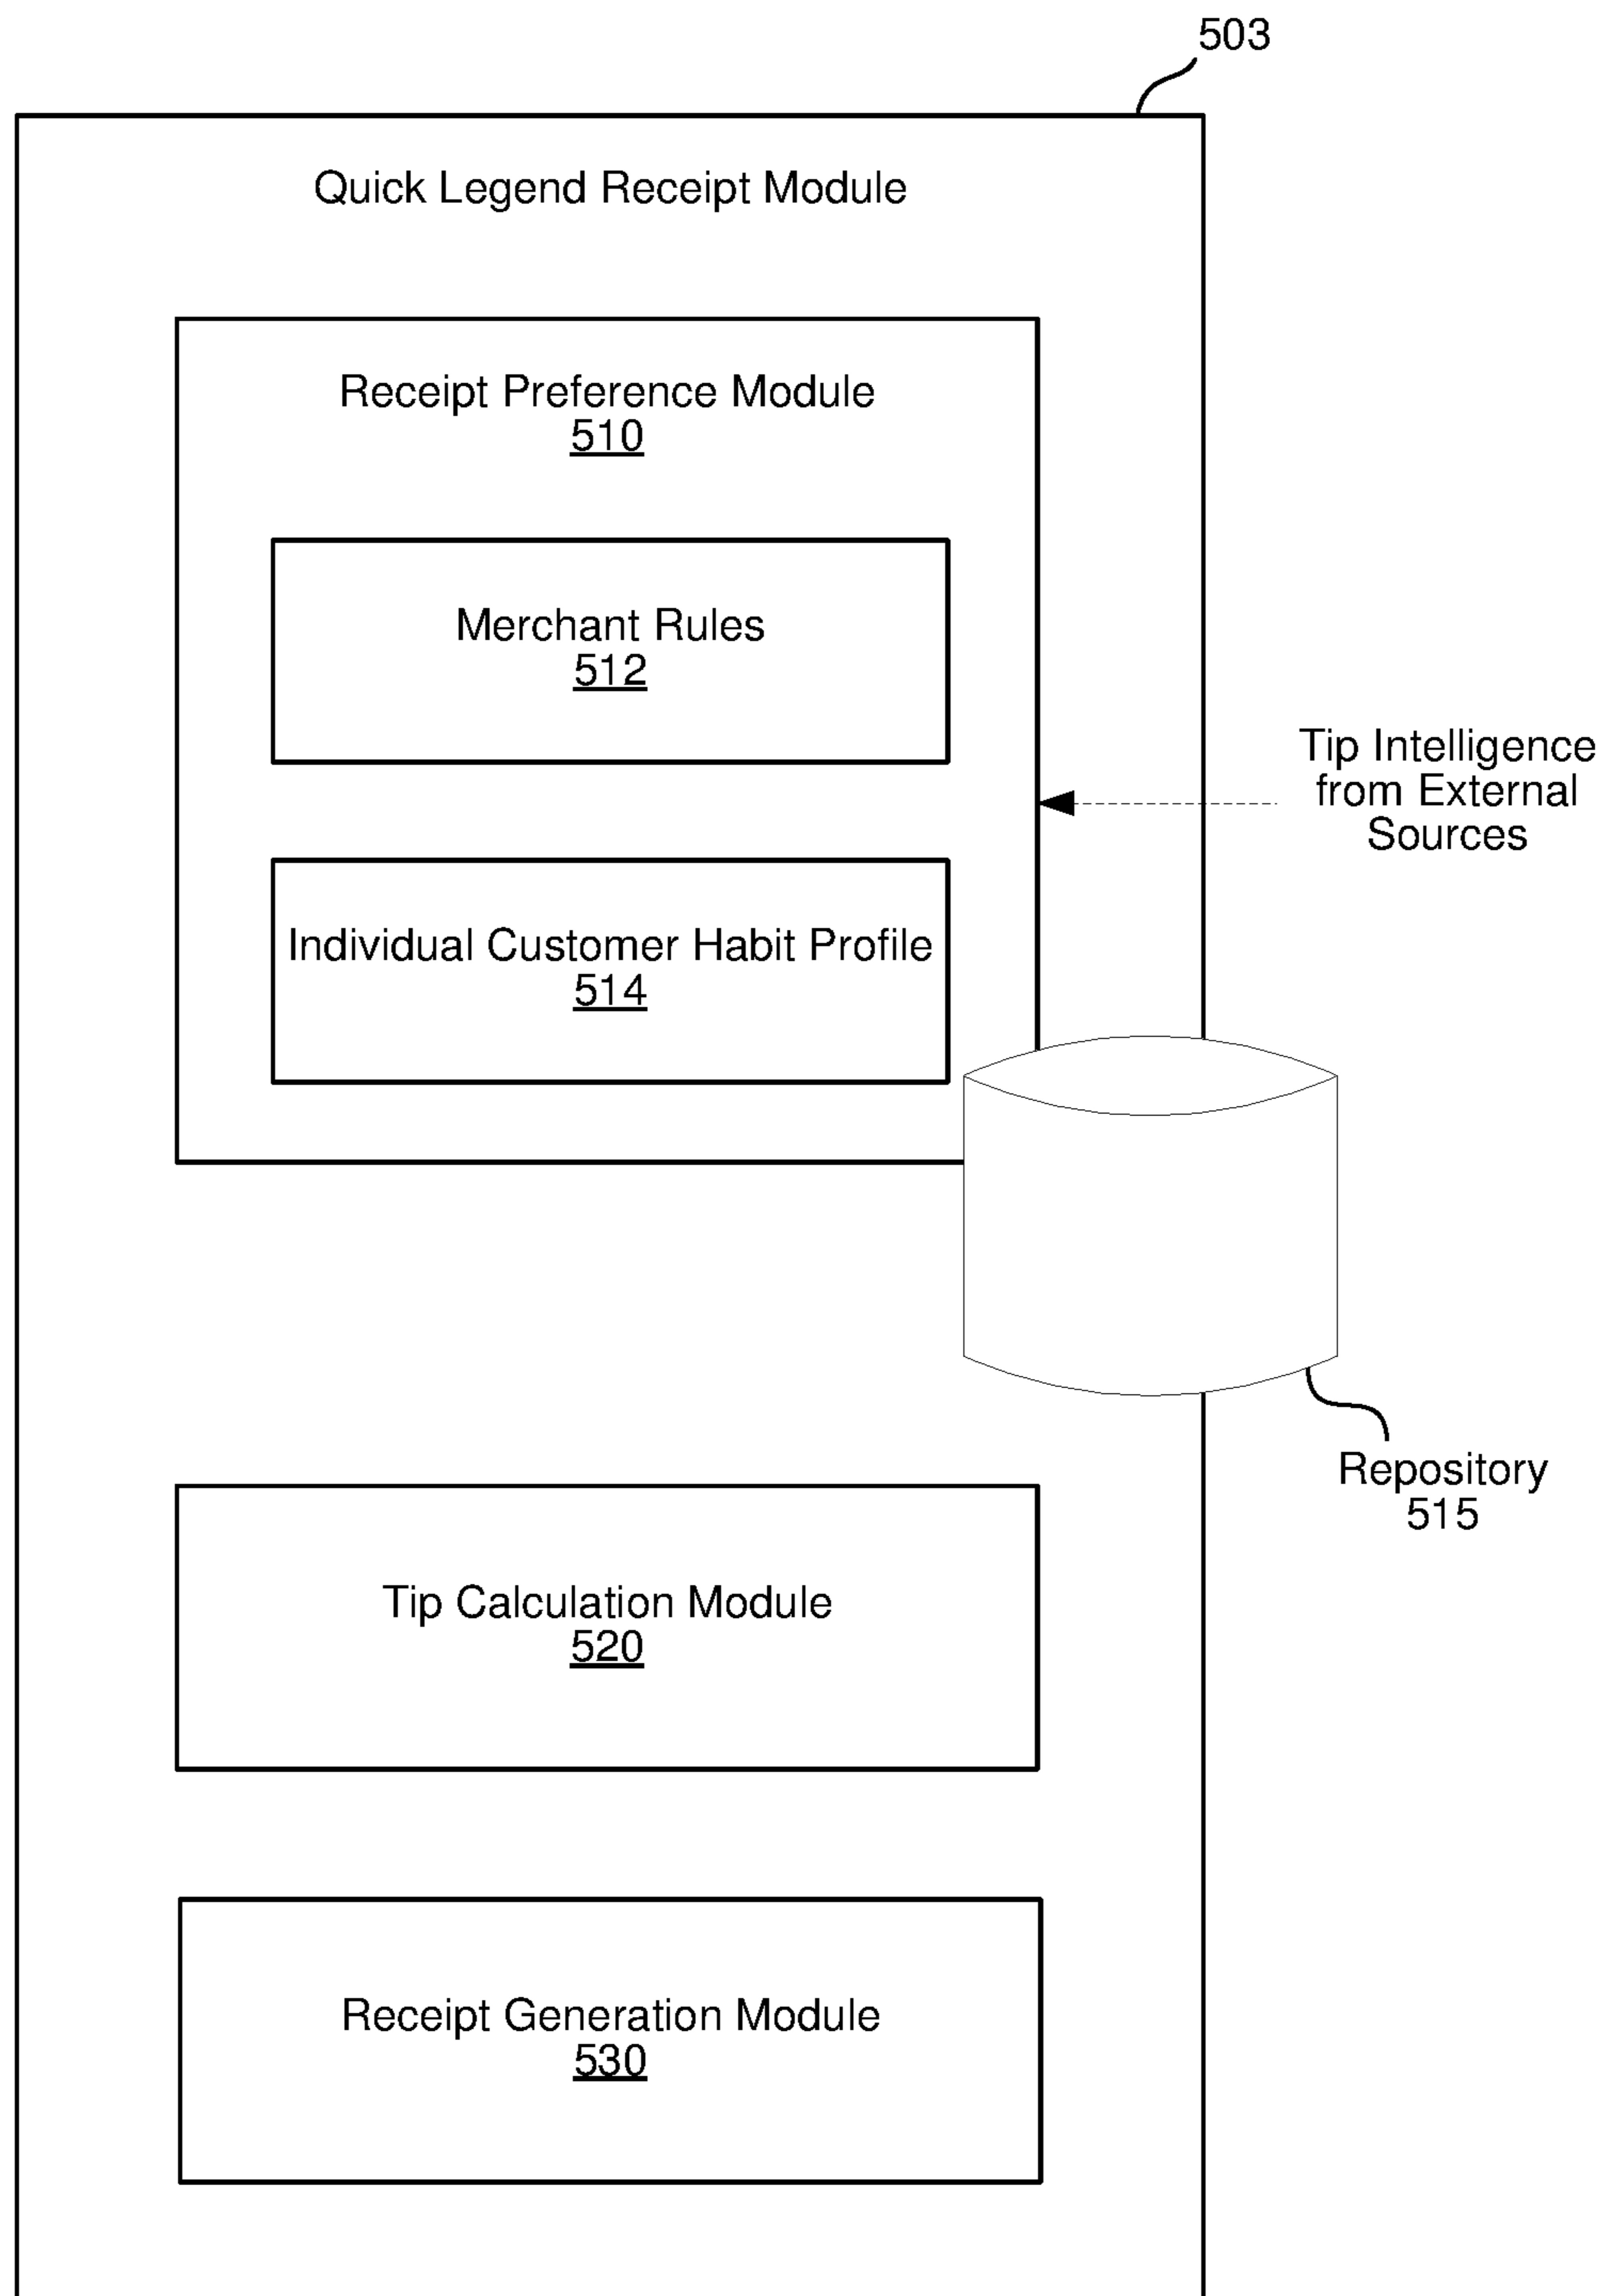 503
Quick Legend Receipt Module
Receipt Preference Module
510
Merchant Rules
512
Tip Intelligence
from External
Sources
Individual Customer Habit Profile
514
Repository
515
Tip Calculation Module
520
Receipt Generation Module
530